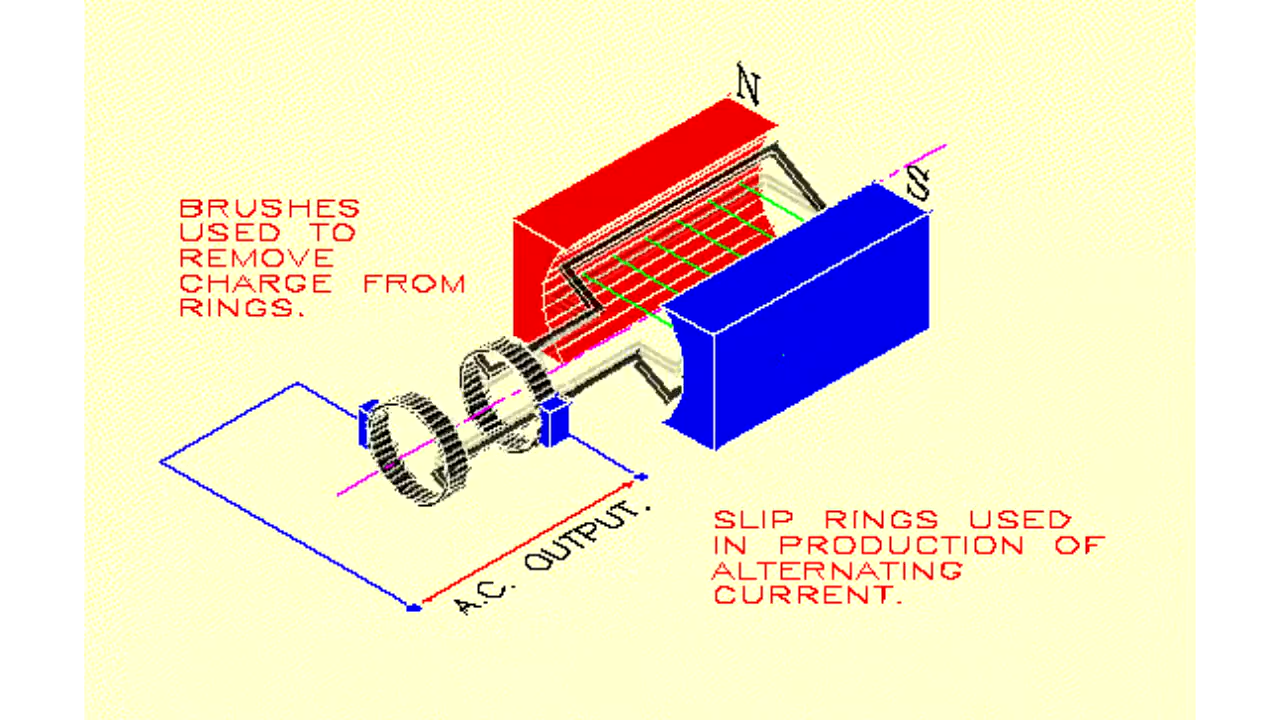 N
S
BRUSHES
USED TO
REMOVE
CHARGE FROM
RINGS.
A.C. OUTPUT.
SLIP RINGS USED
IN PRODUCTION OF
ALTERNATING
CURRENT.